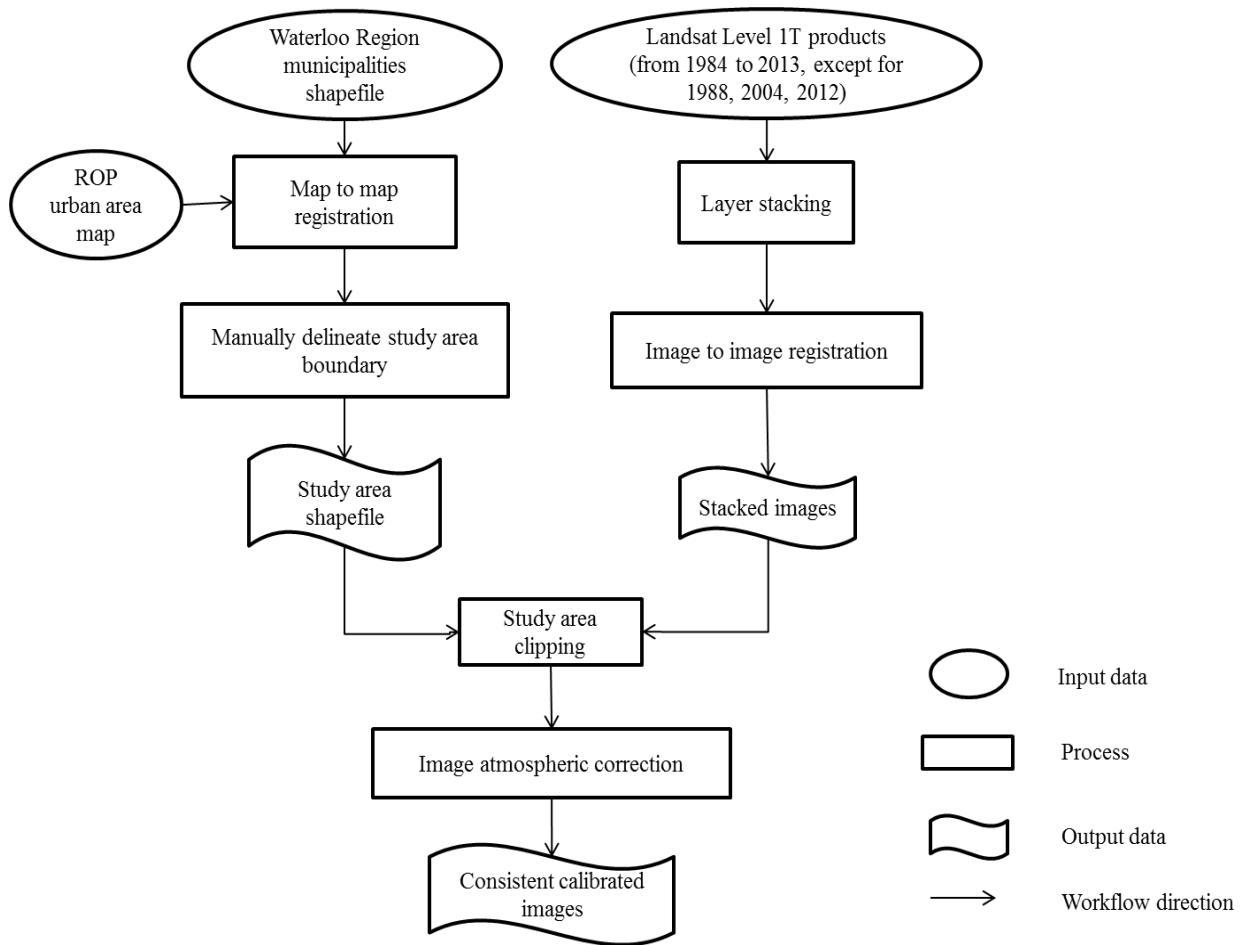 Waterloo Region
municipalities
shapefile
Landsat Level 1T products
(from 1984 to 2013, except for
1988, 2004, 2012)
ROP
urban area
map
Map to map
registration
Layer stacking
Manually delineate study area
boundary
Image to image registration
Study area
shapefile
Stacked images
Study area
clipping
Image atmospheric correction
Consistent calibrated
images
Input data
Process
Output data
Workflow direction